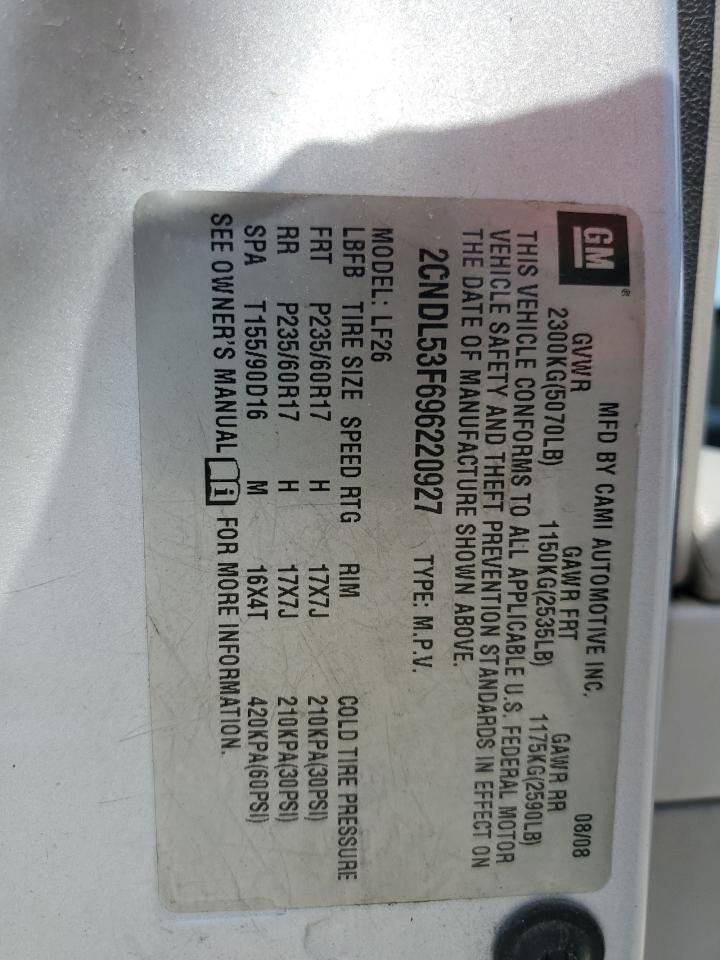 GM®
MFD BY CAMI AUTOMOTIVE INC. 08/08
GVWR GAWR FRT GAWR RR
2300KG(5070LB) 1150KG(2535LB) 1175KG(2590LB)
THIS VEHICLE CONFORMS TO ALL APPLICABLE U.S. FEDERAL MOTOR
VEHICLE SAFETY AND THEFT PREVENTION STANDARDS IN EFFECT ON
THE DATE OF MANUFACTURE SHOWN ABOVE.
2CNDL53F696220927 TYPE: M.P.V.
MODEL: LF26
LBFB TIRE SIZE SPEED RTG RIM COLD TIRE PRESSURE
FRT P235/60R17 H 17X7J 210KPA(30PSI)
RR P235/60R17 H 17X7J 210KPA(30PSI)
SPA T155/90D16 M 16X4T 420KPA(60PSI)
SEE OWNER'S MANUAL i FOR MORE INFORMATION.